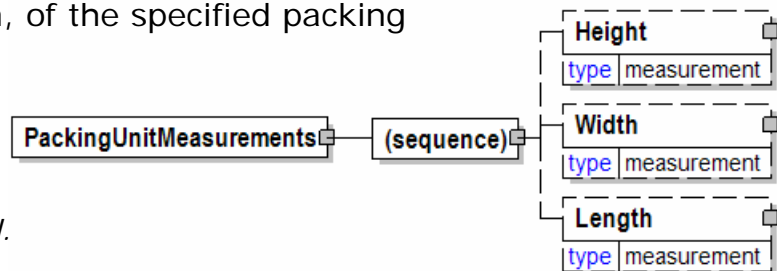 , of the specified packing
Height
type measurement
PackingUnitMeasurements (sequence)
Width
type measurement
Length
type measurement